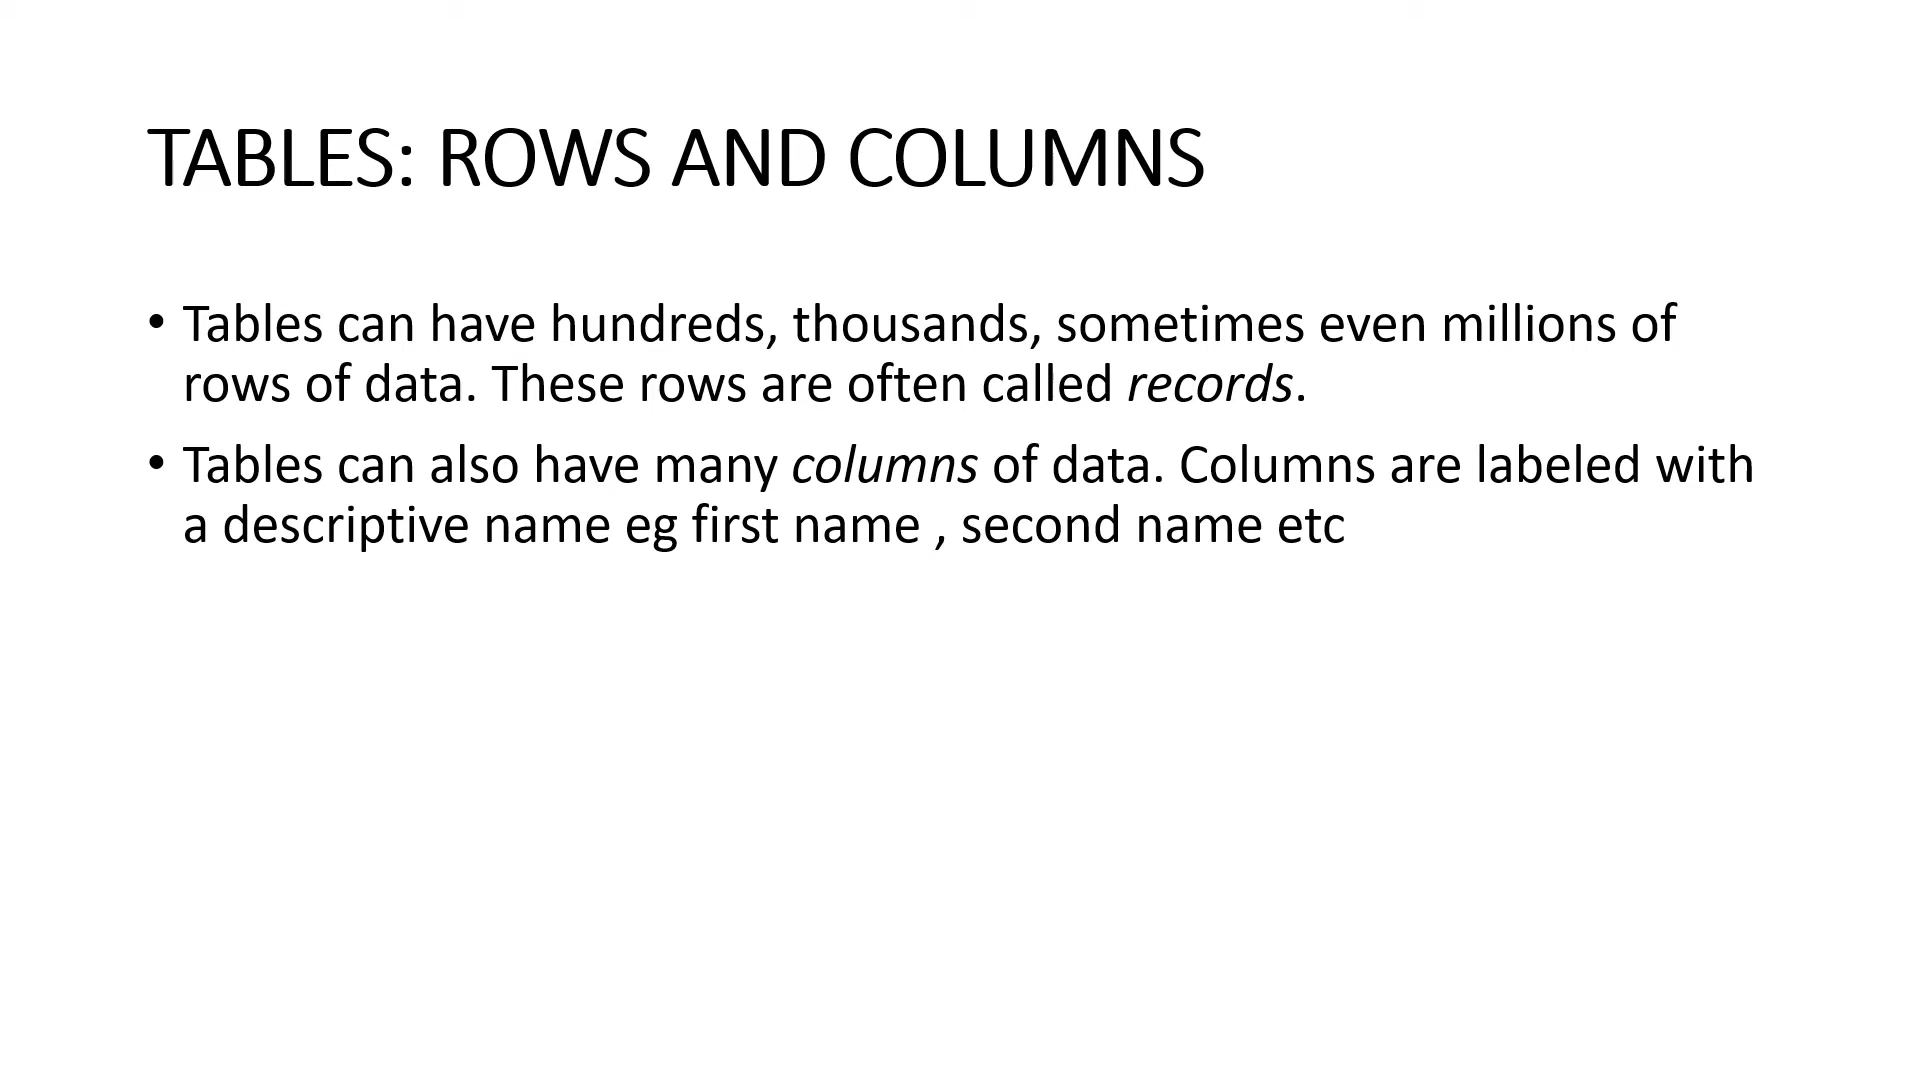 TABLES: ROWS AND COLUMNS
• Tables can have hundreds, thousands, sometimes even millions of
rows of data. These rows are often called records.
• Tables can also have many columns of data. Columns are labeled with
a descriptive name eg first name , second name etc